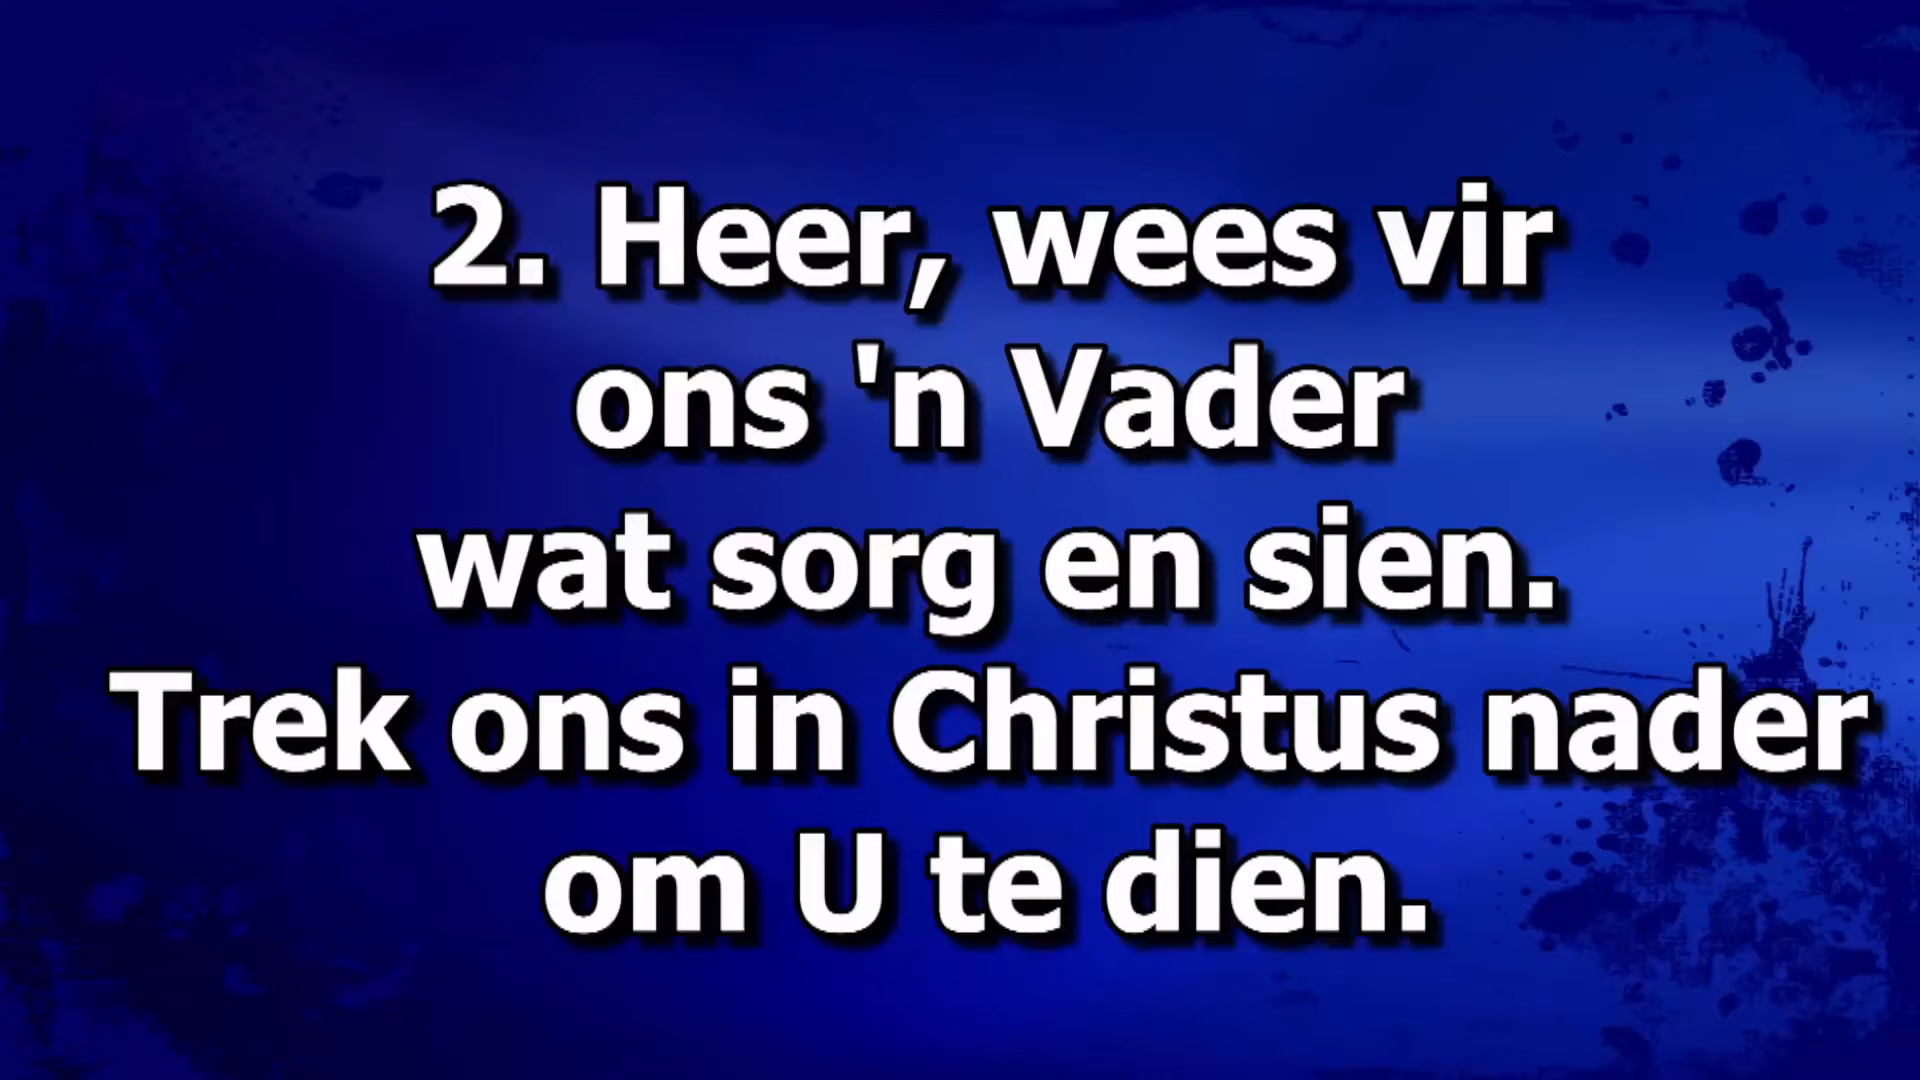 2. Heer, wees vir
ons 'n Vader
wat sorg en sien.
Trek ons in Christus nader
om U te dien.